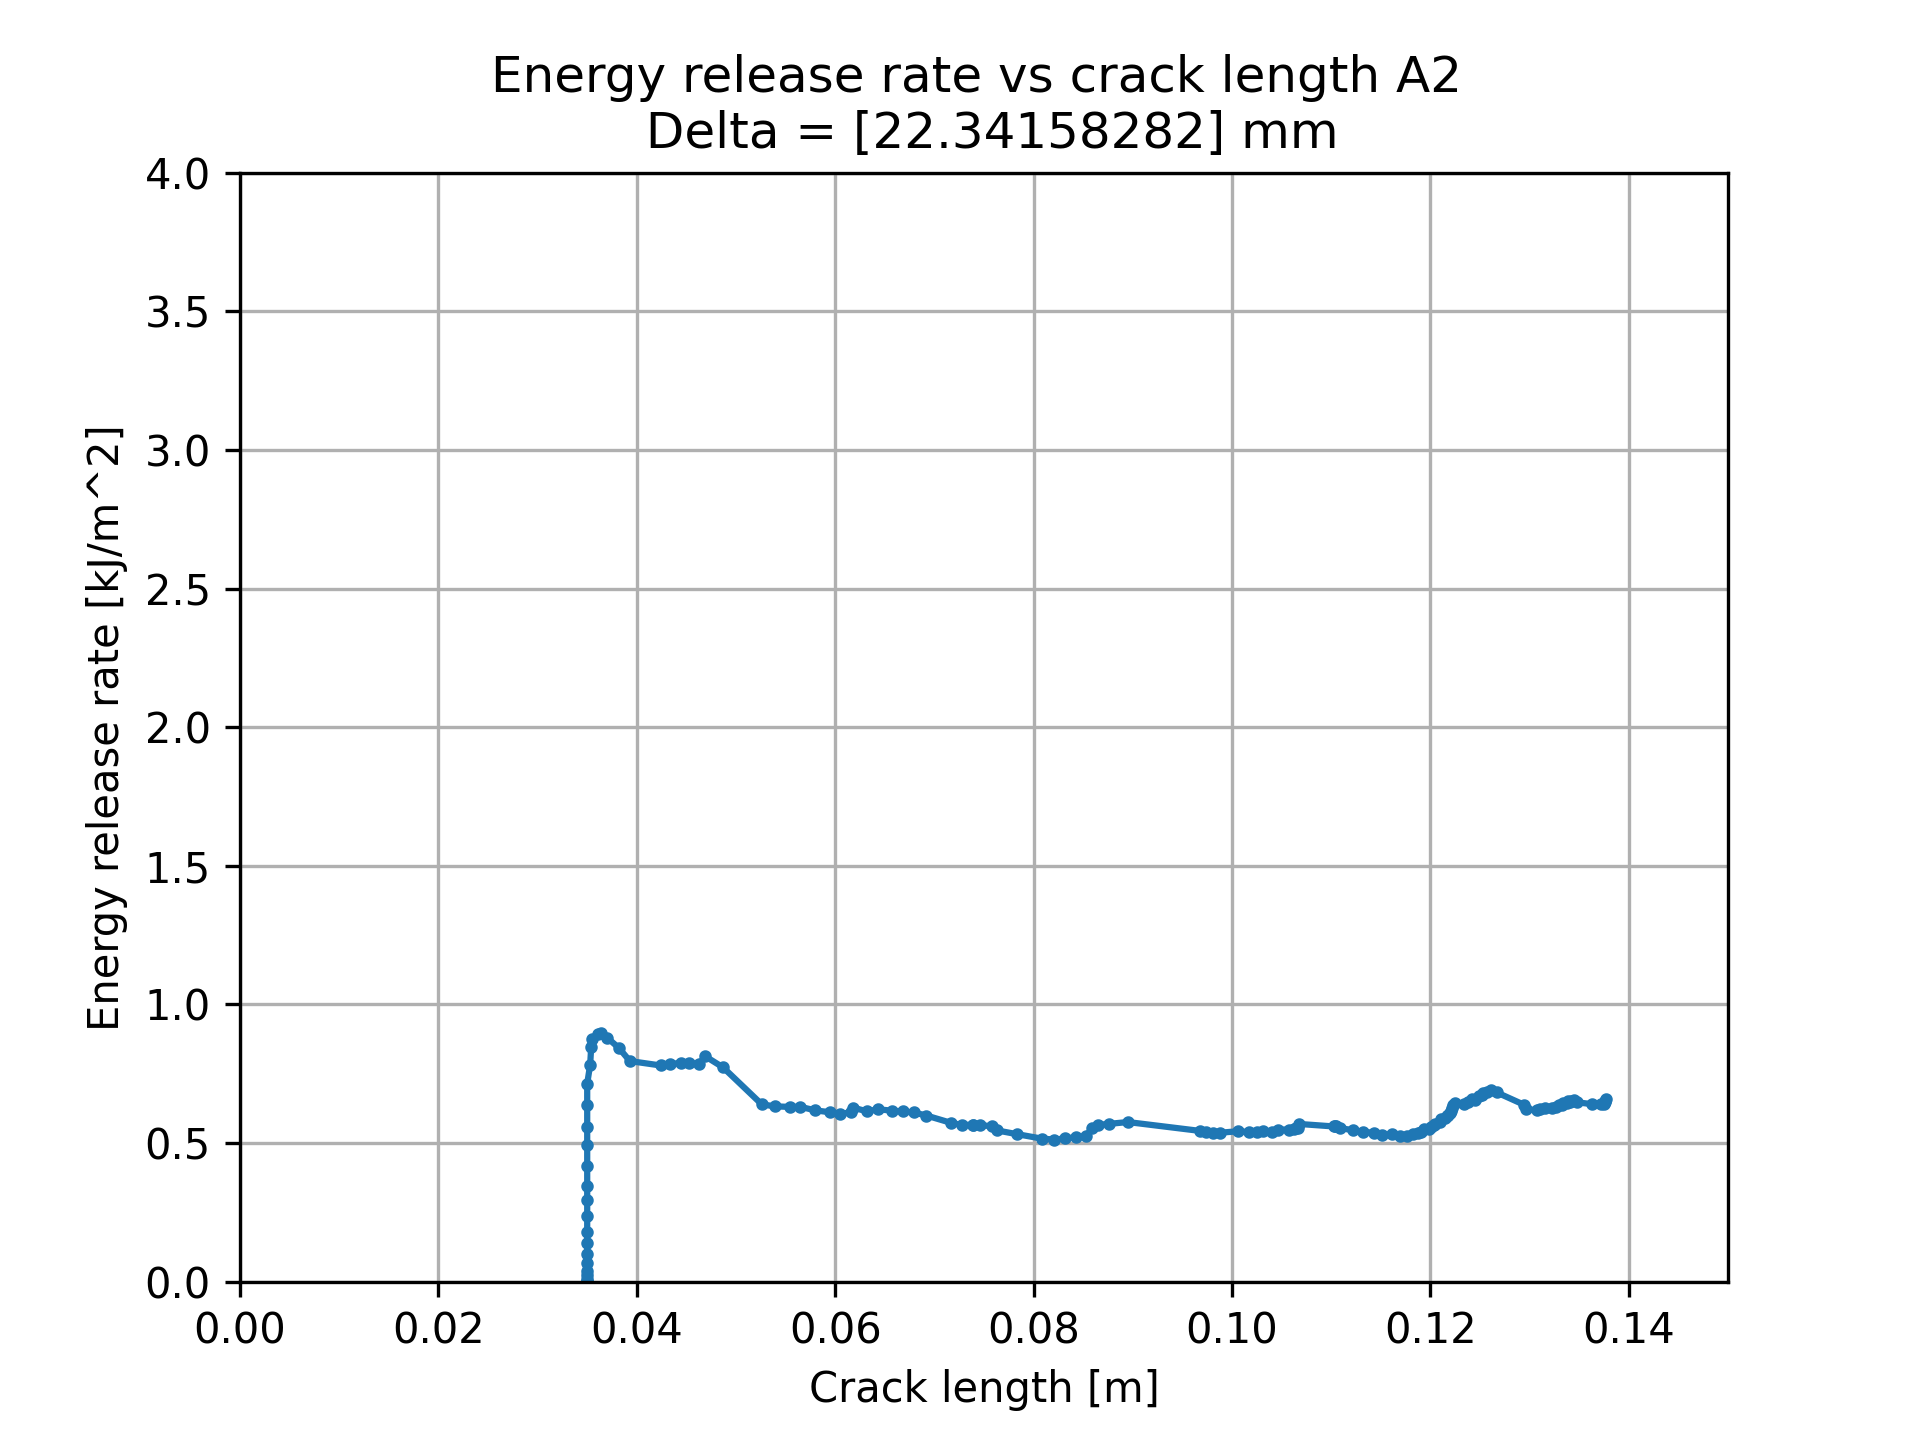 Energy release rate vs crack length A2
Delta = [22.34158282] mm
4.0
3.5
3.0
2.5
2.0
1.5
1.0
0.5
0.0
Energy release rate [kJ/m^2]
0.00 0.02 0.04 0.06 0.08 0.10 0.12 0.14
Crack length [m]